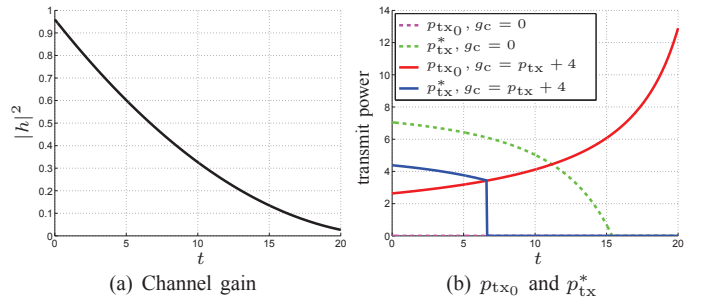 1
0.9
0.8
0.7
0.6
0.5
0.4
0.3
0.2
0.1
0
|h|²
0 5 10 15 20
t
(a) Channel gain
14
12
10
8
6
4
2
0
transmit power
p_tx₀, g_c = 0
p*_tx, g_c = 0
p_tx₀, g_c = p_tx + 4
p*_tx, g_c = p_tx + 4
0 5 10 15 20
t
(b) p_tx₀ and p*_tx